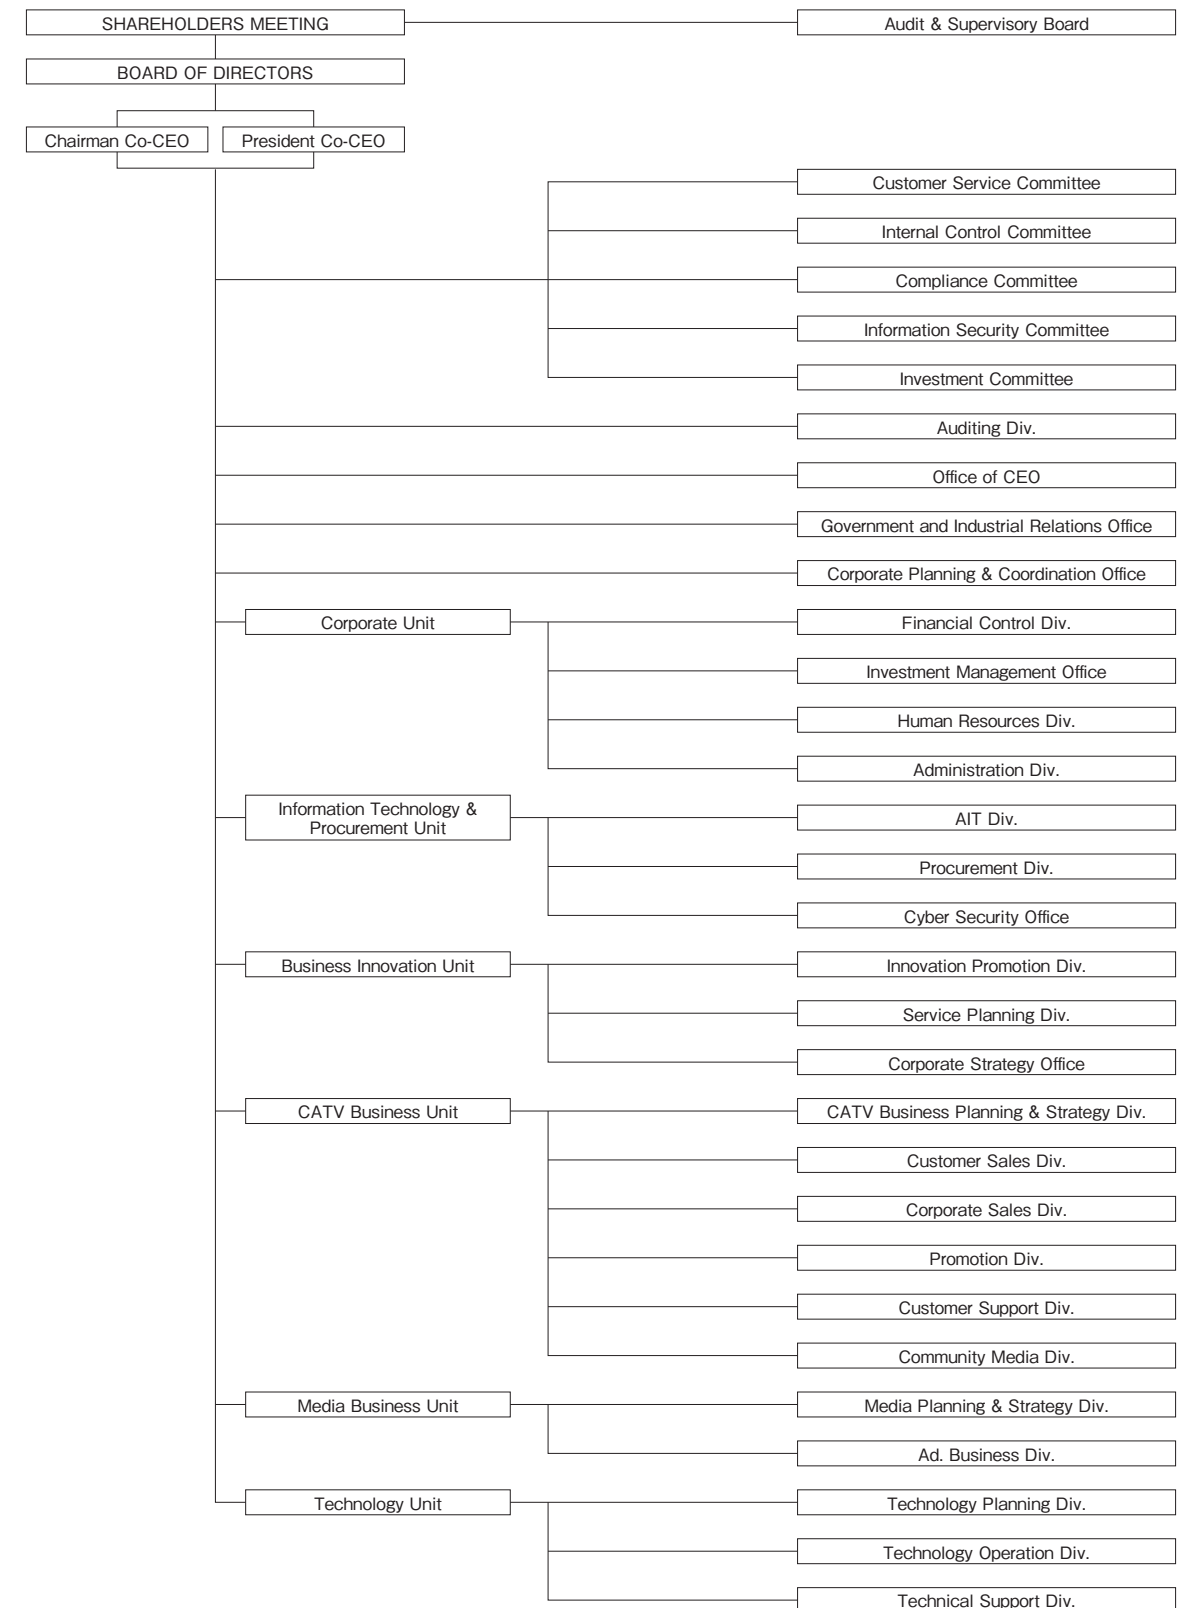 SHAREHOLDERS MEETING
Audit & Supervisory Board
BOARD OF DIRECTORS
Chairman Co-CEO
President Co-CEO
Customer Service Committee
Internal Control Committee
Compliance Committee
Information Security Committee
Investment Committee
Auditing Div.
Office of CEO
Government and Industrial Relations Office
Corporate Planning & Coordination Office
Corporate Unit
Financial Control Div.
Investment Management Office
Human Resources Div.
Administration Div.
Information Technology &
Procurement Unit
AIT Div.
Procurement Div.
Cyber Security Office
Business Innovation Unit
Innovation Promotion Div.
Service Planning Div.
Corporate Strategy Office
CATV Business Unit
CATV Business Planning & Strategy Div.
Customer Sales Div.
Corporate Sales Div.
Promotion Div.
Customer Support Div.
Community Media Div.
Media Business Unit
Media Planning & Strategy Div.
Ad. Business Div.
Technology Unit
Technology Planning Div.
Technology Operation Div.
Technical Support Div.